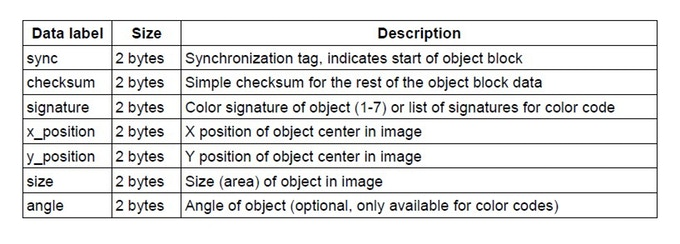 Data label Size Description
sync 2 bytes Synchronization tag, indicates start of object block
checksum 2 bytes Simple checksum for the rest of the object block data
signature 2 bytes Color signature of object (1-7) or list of signatures for color code
x_position 2 bytes X position of object center in image
y_position 2 bytes Y position of object center in image
size 2 bytes Size (area) of object in image
angle 2 bytes Angle of object (optional, only available for color codes)